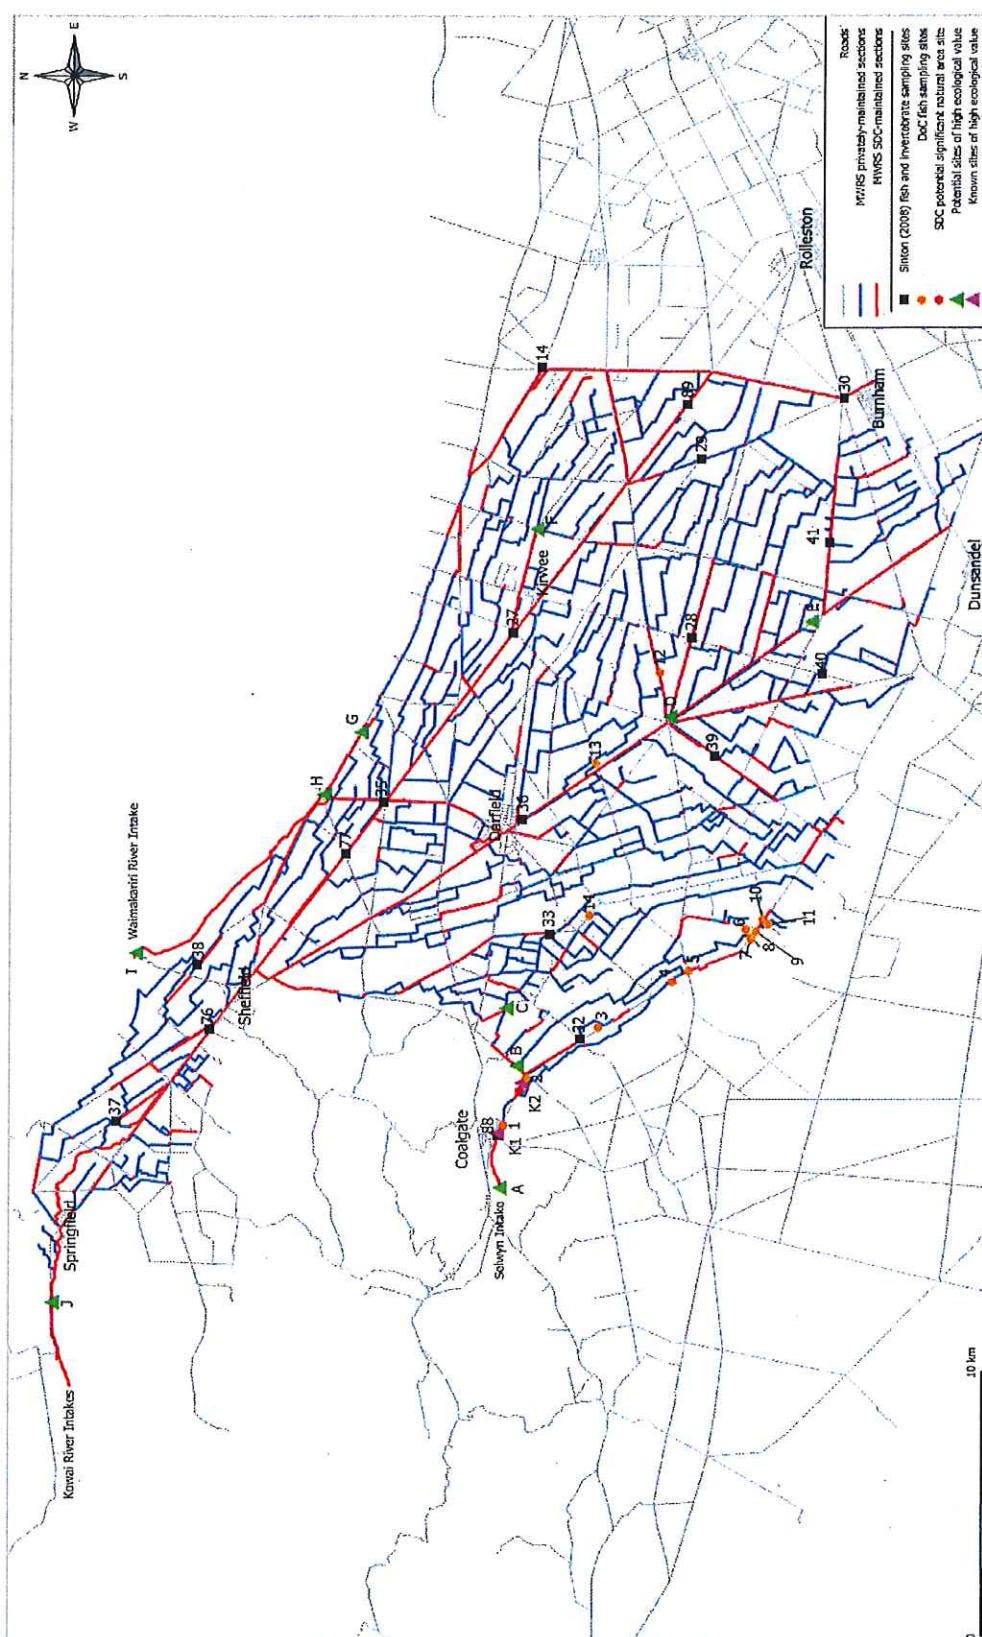 N
W
E
S
Kowai River Intakes
J
Springfield
37
76
Sheffield
I
Waimakariri River Intake
38
77
35
H
G
Coalgate
88
K1
1
A
Selwyn Intake
K2
2
B
C
32
3
33
14
4
5
6
7
8
9
10
11
Darfield
36
13
D
39
12
28
27
Kirwee
F
40
E
41
Dunsandel
29
89
14
30
Burnham
Rolleston
Roads
MWRS privately-maintained sections
MWRS SDC-maintained sections
Sinton (2008) fish and invertebrate sampling sites
DoC fish sampling sites
SDC potential significant natural area site
Potential sites of high ecological value
Known sites of high ecological value
0
10 km